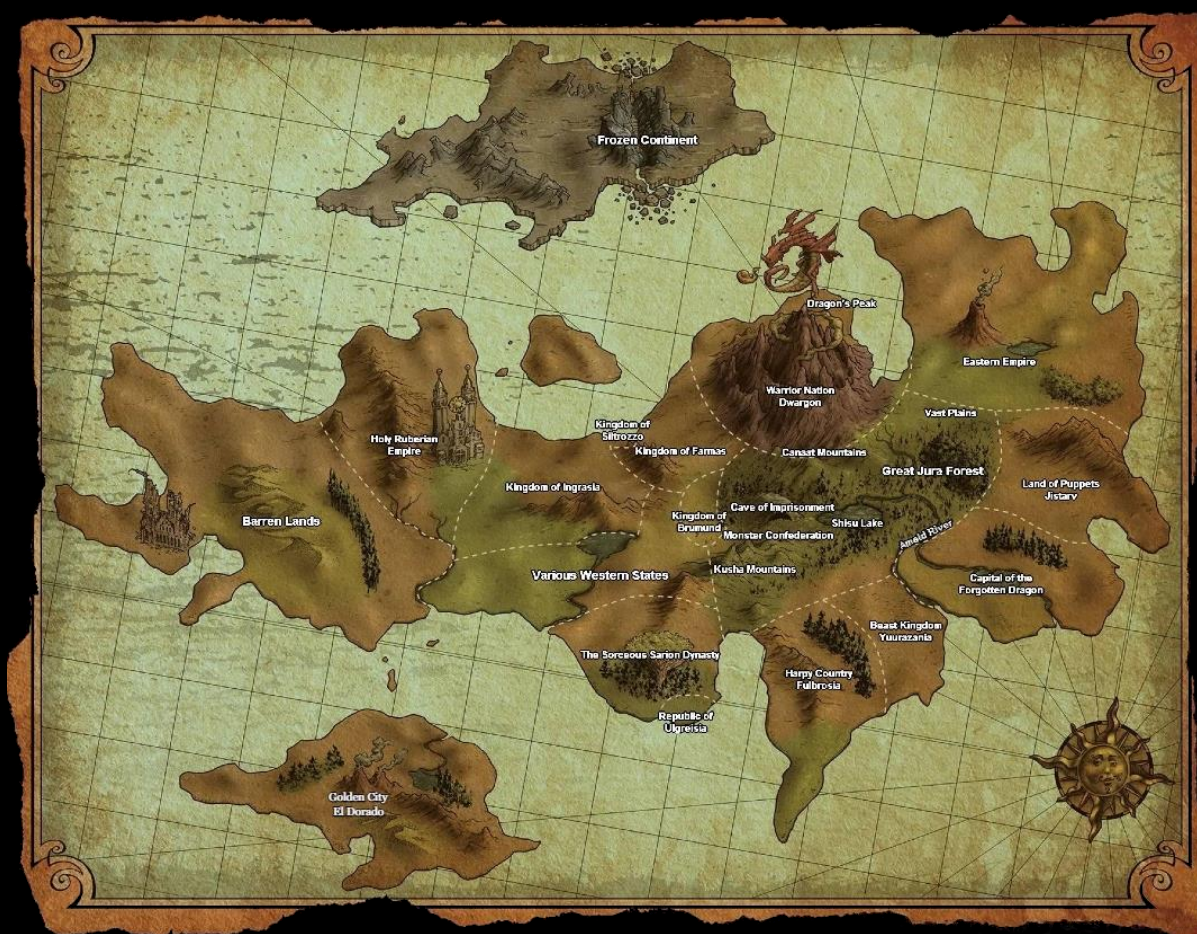 Frozen Continent
Dragon's Peak
Eastern Empire
Warrior Nation
Dwargon
Vast Plains
Kingdom of
Siltrozzo
Holy Ruberian
Empire
Kingdom of Farmas
Canaat Mountains
Great Jura Forest
Kingdom of Ingrasia
Land of Puppets
Jistarv
Cave of Imprisonment
Barren Lands
Kingdom of
Brumund
Shisu Lake
Monster Confederation
Ameld River
Various Western States
Kusha Mountains
Capital of the
Forgotten Dragon
Beast Kingdom
Yuurazania
The Sorceous Sarion Dynasty
Harpy Country
Fulbrosia
Republic of
Ulgreisia
Golden City
El Dorado